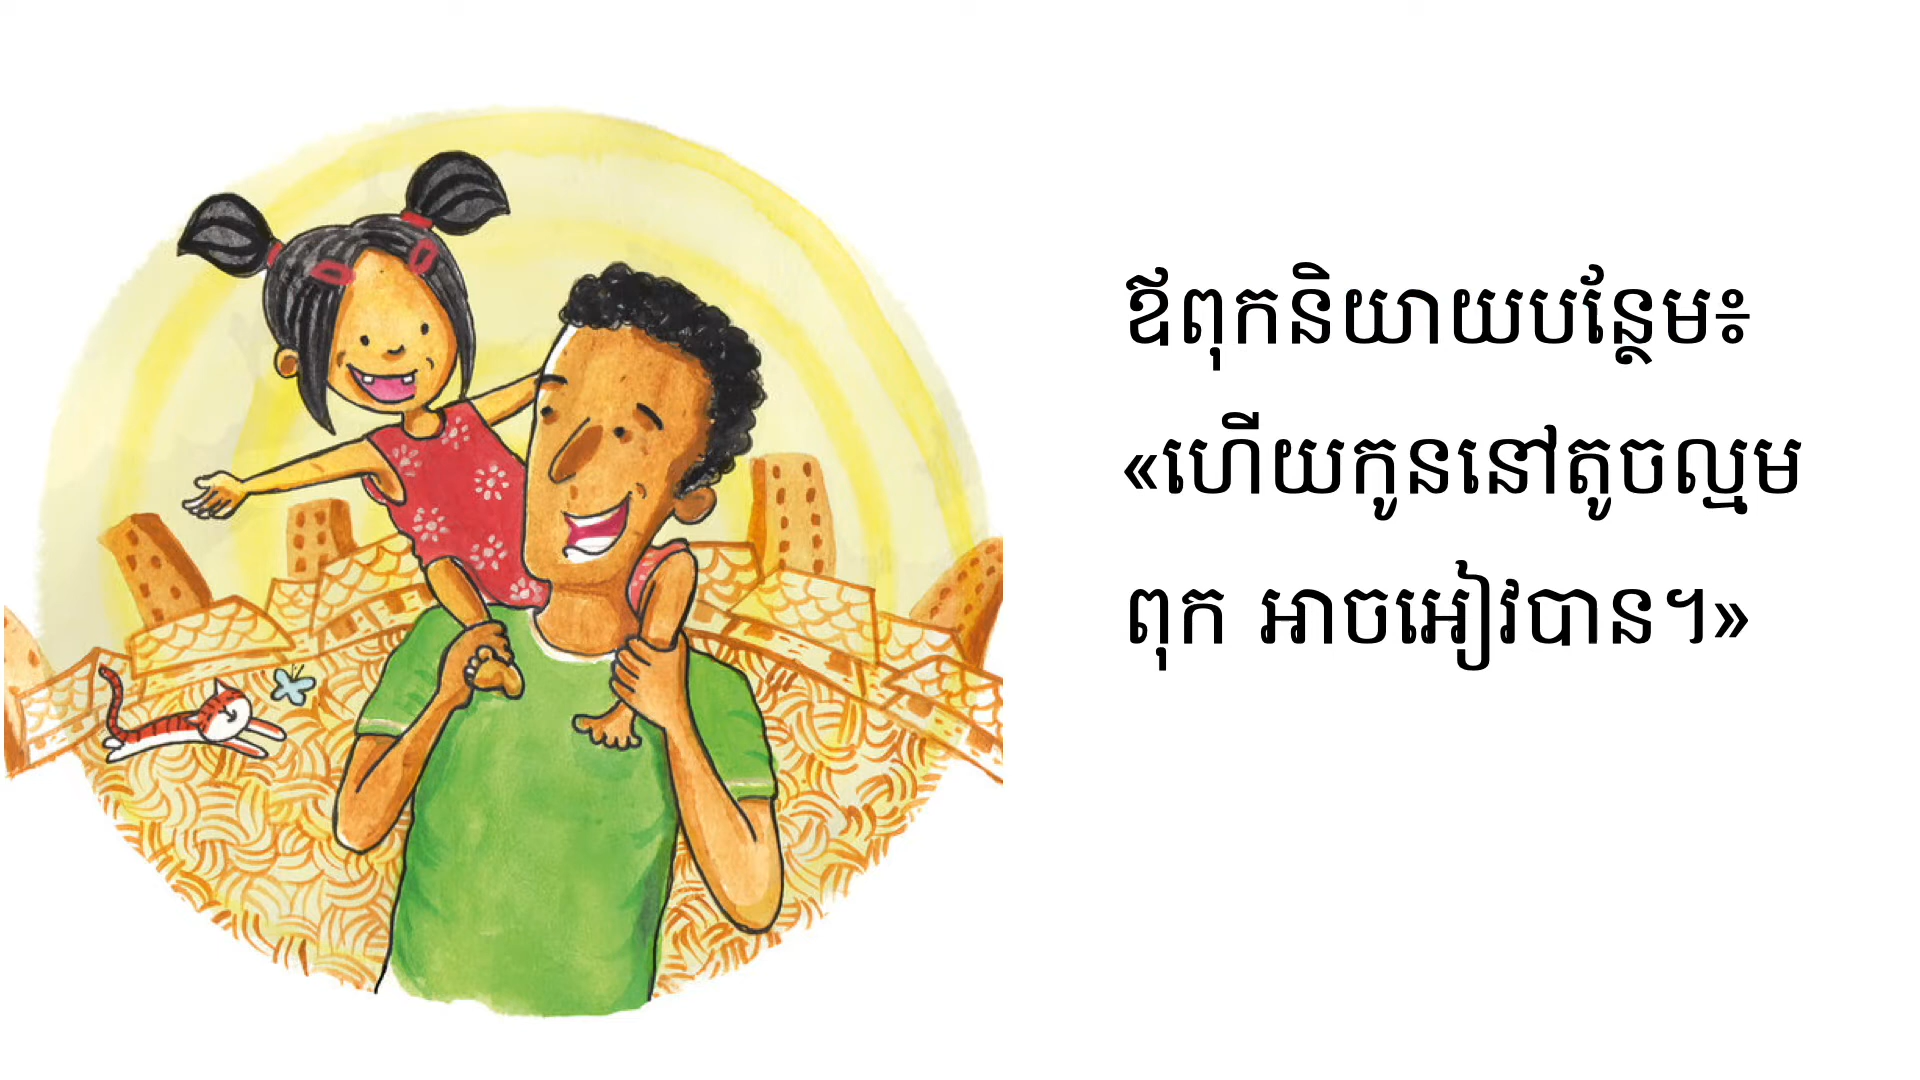 ឪពុកនិយាយបន្ថែម៖
«ហើយកូននៅតូចល្មម
ពុក អាចអៀវបាន។»